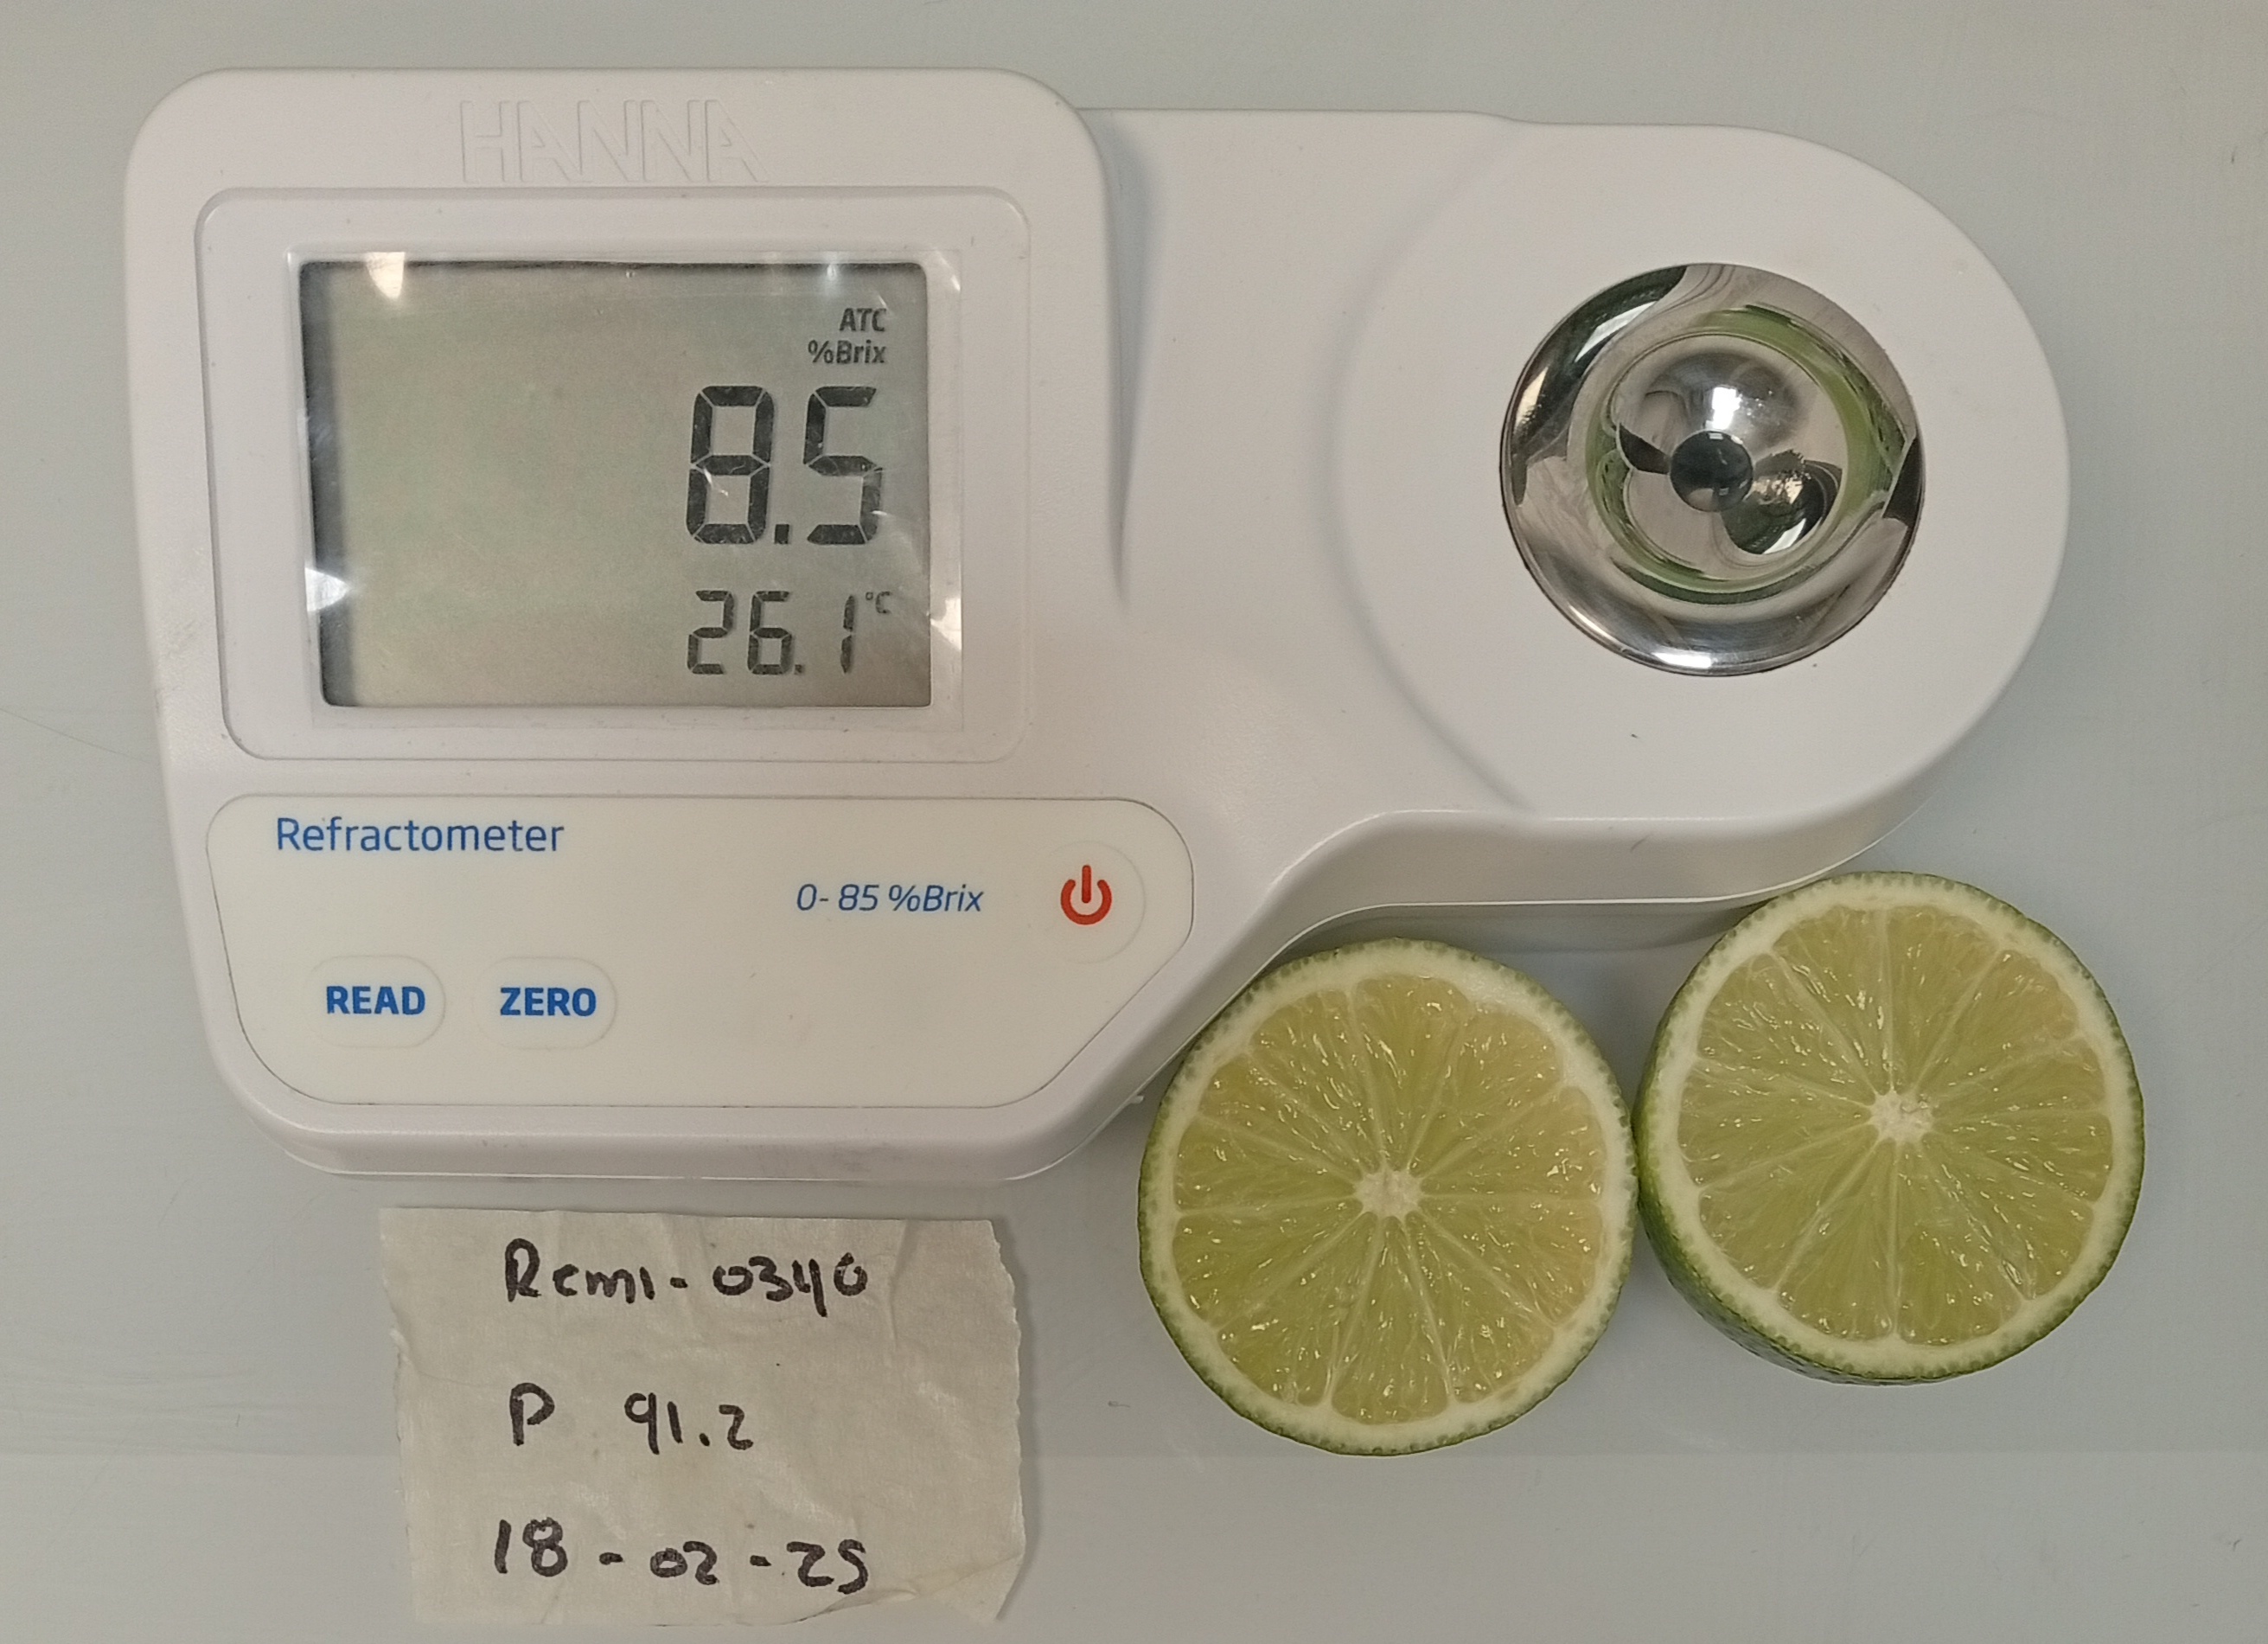 HANNA
ATC
%Brix
8.5
26.1 °C
Refractometer
0- 85 %Brix
READ
ZERO
Remi - 0340
P 91.2
18 - 02 - 25